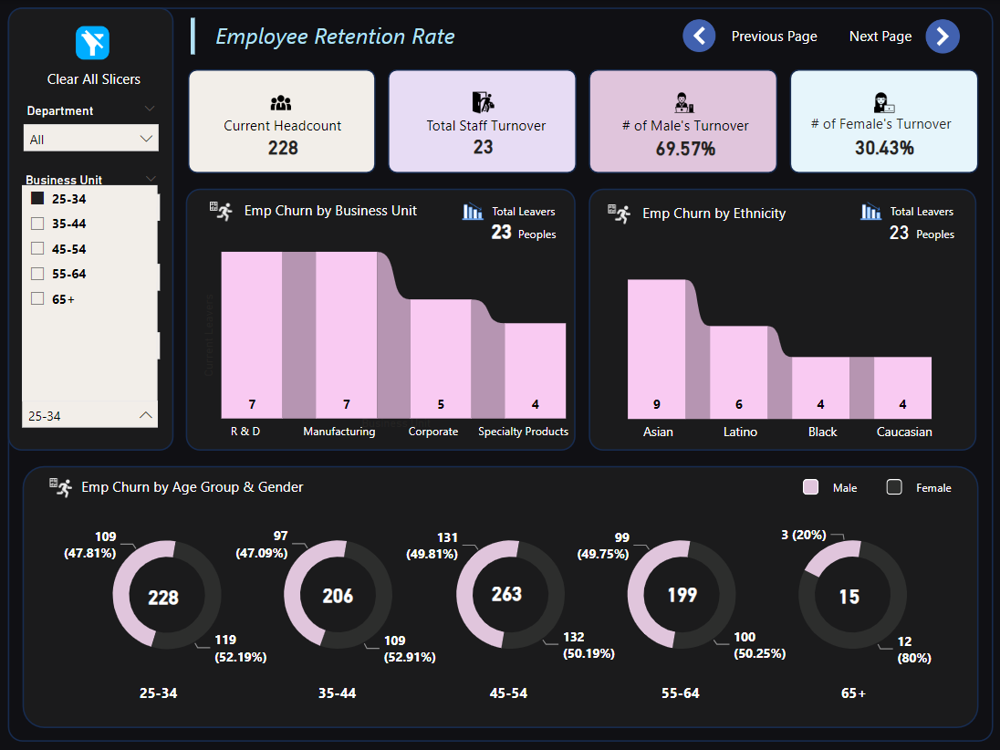 Employee Retention Rate
Previous Page
Next Page
Clear All Slicers
Department
All
Business Unit
25-34
35-44
45-54
55-64
65+
25-34
Current Headcount
228
Total Staff Turnover
23
# of Male's Turnover
69.57%
# of Female's Turnover
30.43%
Emp Churn by Business Unit
Total Leavers
23 Peoples
Current Leavers
7
7
5
4
R & D
Manufacturing
Corporate
Specialty Products
Emp Churn by Ethnicity
Total Leavers
23 Peoples
9
6
4
4
Asian
Latino
Black
Caucasian
Emp Churn by Age Group & Gender
Male
Female
109
(47.81%)
228
119
(52.19%)
25-34
97
(47.09%)
206
109
(52.91%)
35-44
131
(49.81%)
263
132
(50.19%)
45-54
99
(49.75%)
199
100
(50.25%)
55-64
3 (20%)
15
12
(80%)
65+